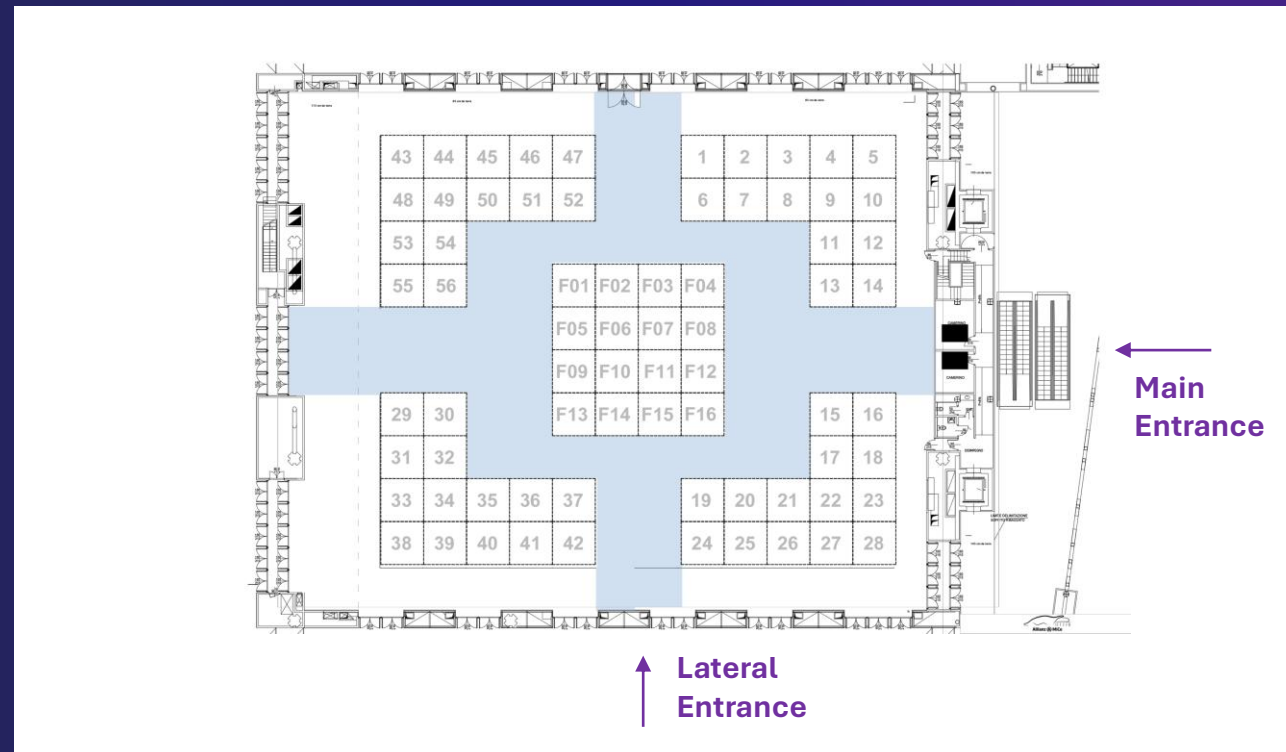 43 44 45 46 47 1 2 3 4 5
48 49 50 51 52 6 7 8 9 10
53 54 11 12
F01 F02 F03 F04
55 56 13 14
F05 F06 F07 F08
CAMERINO
F09 F10 F11 F12
CAMERINO
Main
Entrance
29 30 F13 F14 F15 F16 15 16
31 32 17 18
33 34 35 36 37 19 20 21 22 23
38 39 40 41 42 24 25 26 27 28
Allianz MiCo
Lateral
Entrance